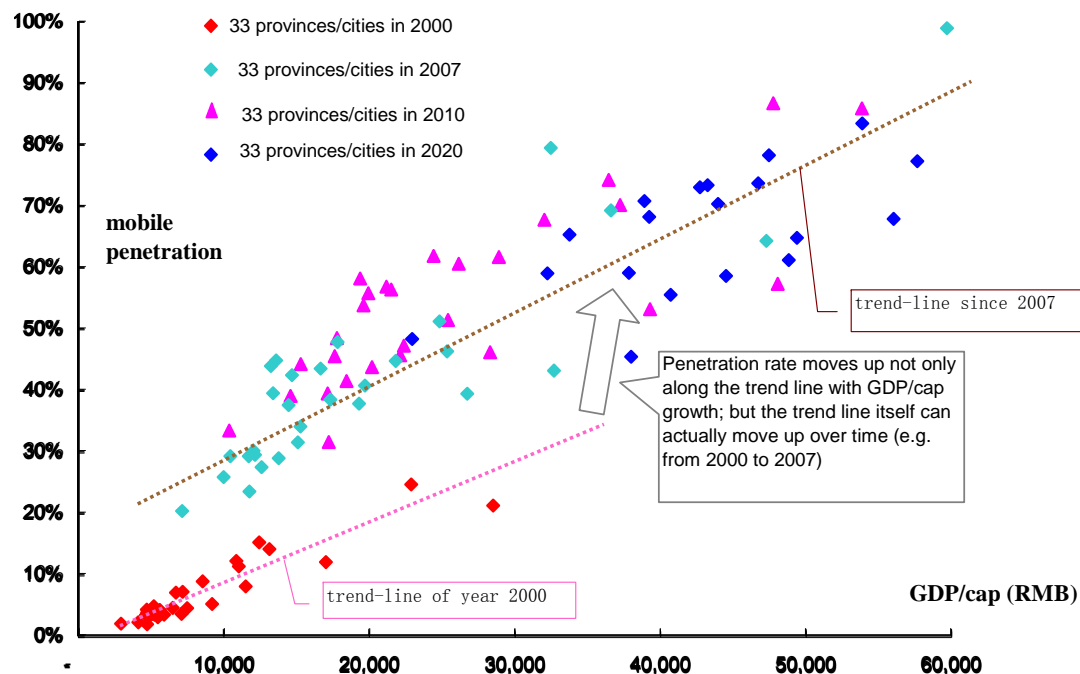 100%
90%
80%
70%
60%
50%
40%
30%
20%
10%
0%
33 provinces/cities in 2000
33 provinces/cities in 2007
33 provinces/cities in 2010
33 provinces/cities in 2020
mobile
penetration
trend-line since 2007
Penetration rate moves up not only
along the trend line with GDP/cap
growth; but the trend line itself can
actually move up over time (e.g.
from 2000 to 2007)
trend-line of year 2000
GDP/cap (RMB)
-
10,000
20,000
30,000
40,000
50,000
60,000